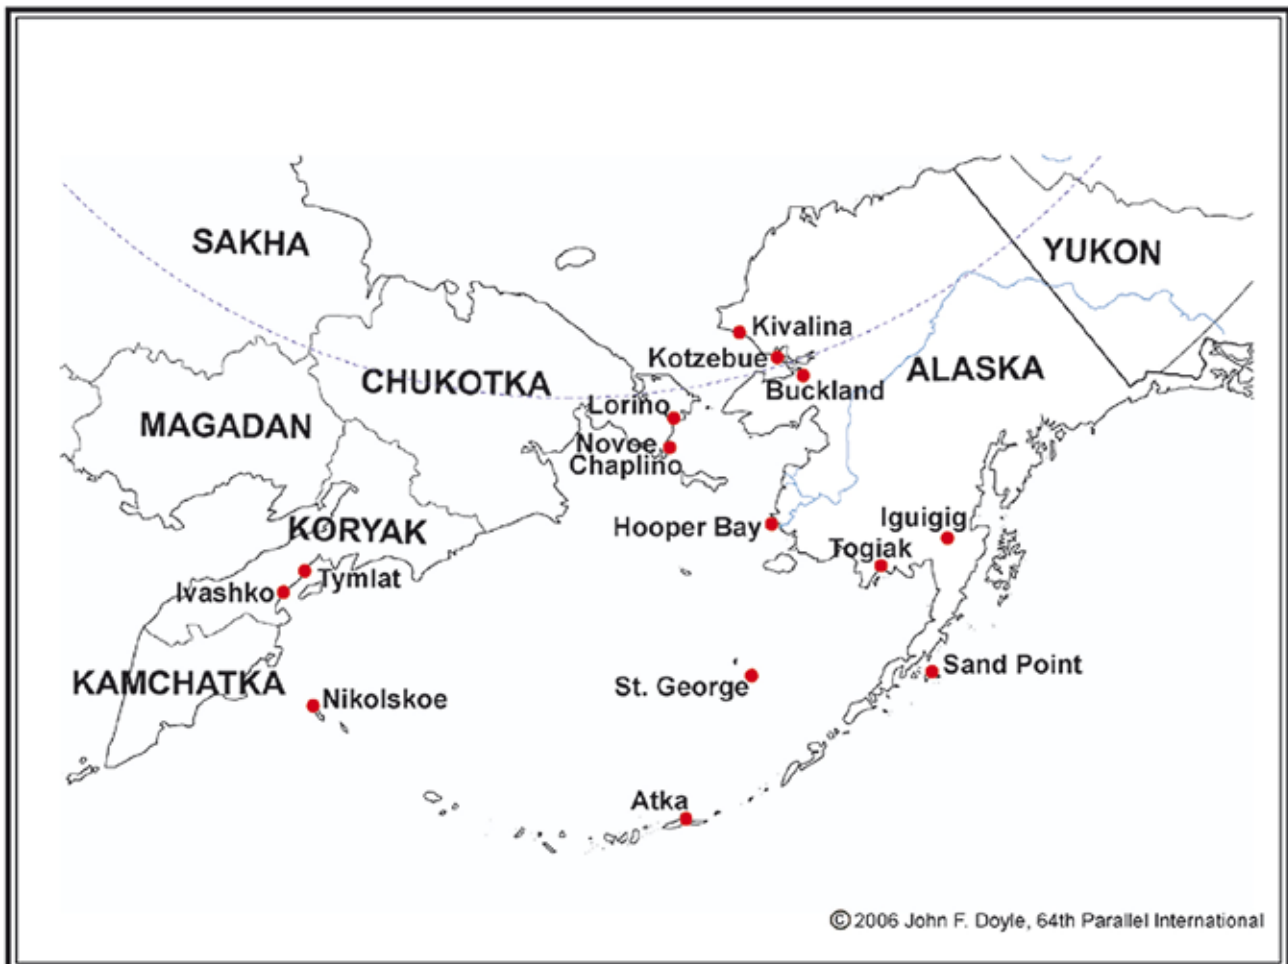 SAKHA
YUKON
Kivalina
Kotzebue
ALASKA
CHUKOTKA
Buckland
Lorino
MAGADAN
Novoe
Chaplino
KORYAK
Hooper Bay
Iguigig
Togiak
Tymlat
Ivashko
KAMCHATKA
Sand Point
St. George
Nikolskoe
Atka
©2006 John F. Doyle, 64th Parallel International